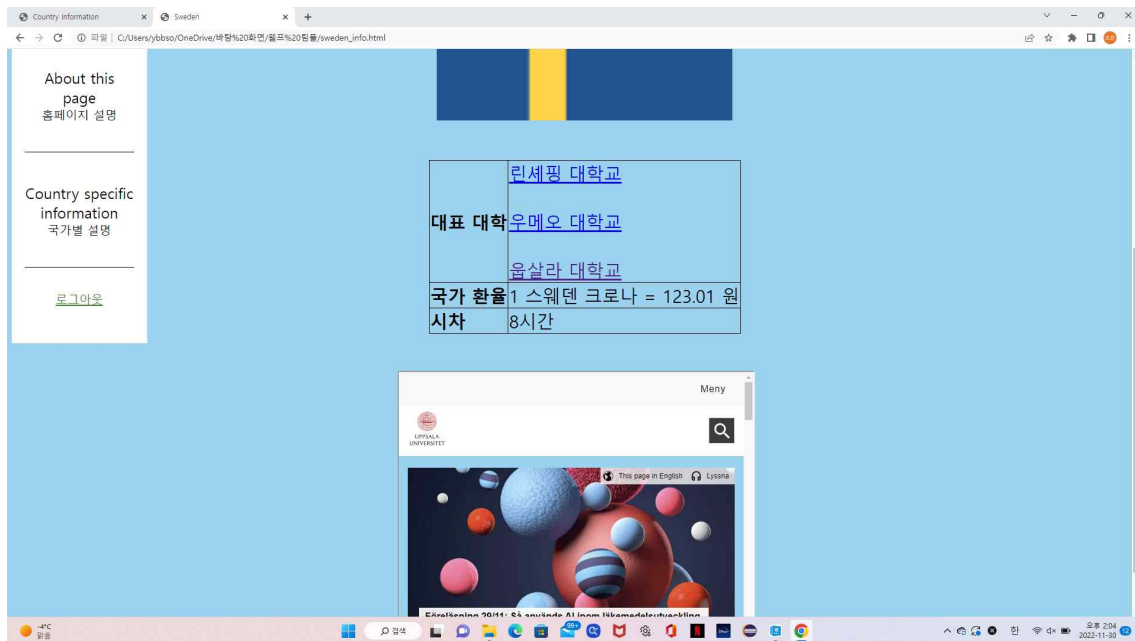 Country Information
Sweden
파일 | C:/Users/ybbso/OneDrive/바탕%20화면/웹프%20팀플/sweden_info.html
About this
page
홈페이지 설명
Country specific
information
국가별 설명
로그아웃
린셰핑 대학교
대표 대학 우메오 대학교
웁살라 대학교
국가 환율 1 스웨덴 크로나 = 123.01 원
시차 8시간
Meny
UPPSALA
UNIVERSITET
This page in English Lyssna
Föreläsning 29/11: Så används AI inom läkemedelsutveckling
-4°C
맑음
검색
99+
한
오후 2:04
2022-11-30
12